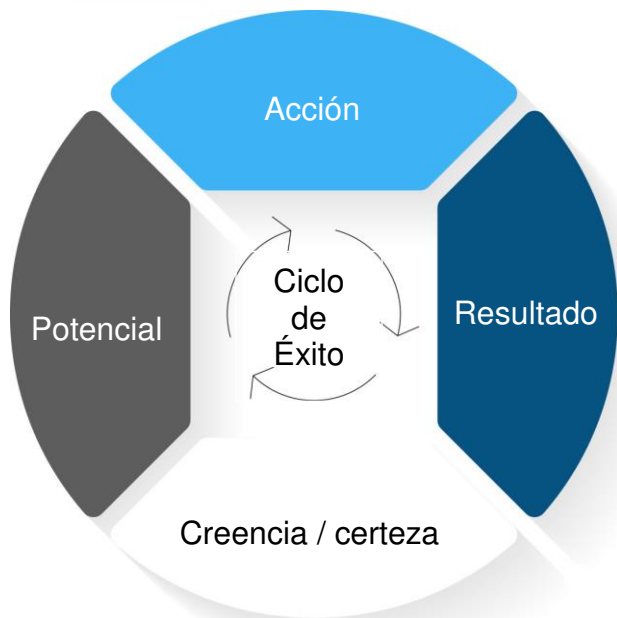 Acción
Potencial
Ciclo
de
Éxito
Resultado
Creencia / certeza